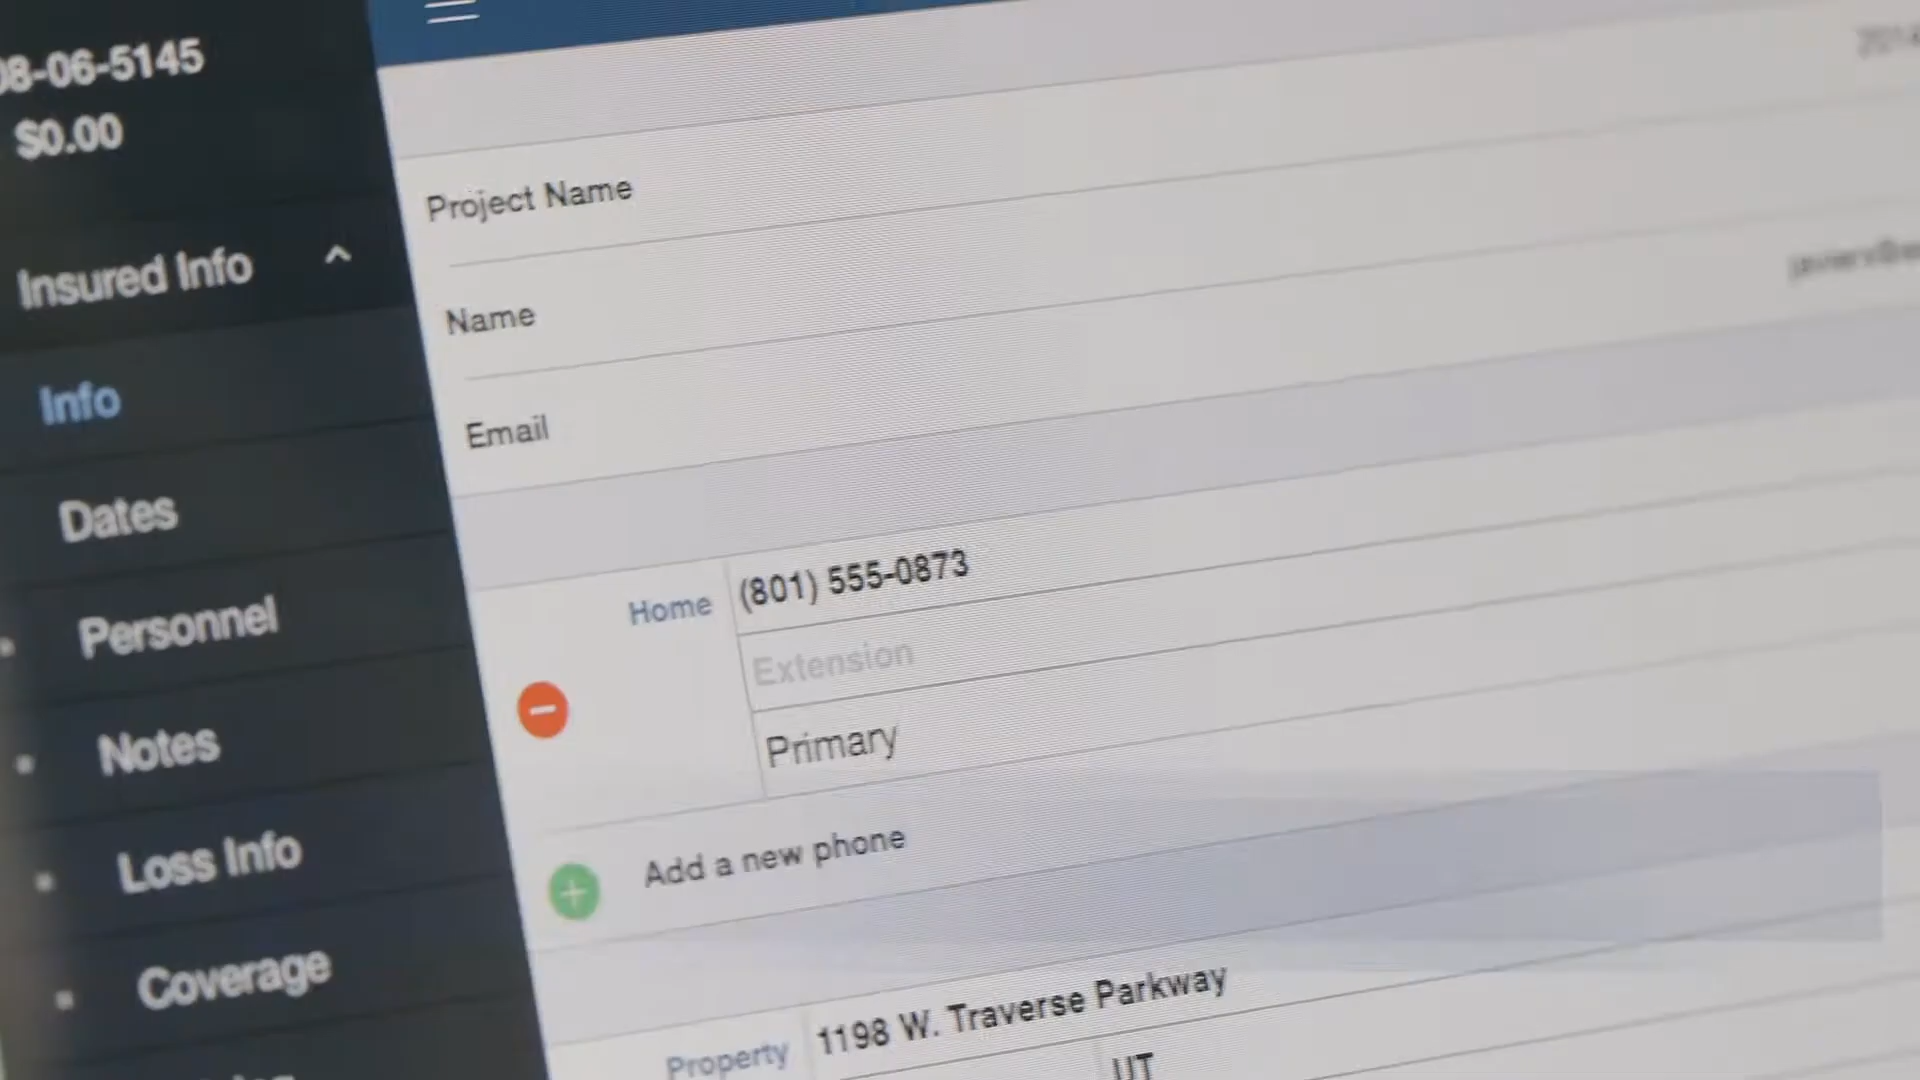 08-06-5145
$0.00
Insured Info
Info
Dates
Personnel
Notes
Loss Info
Coverage
Project Name
Name
Email
Home
(801) 555-0873
Extension
Primary
Add a new phone
Property
1198 W. Traverse Parkway
UT